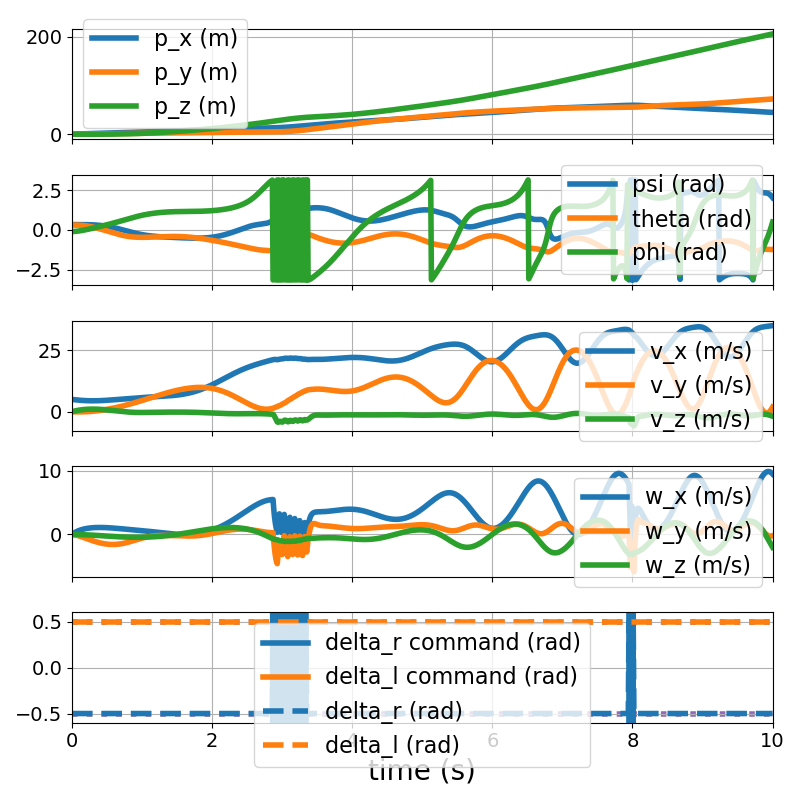 200
0
p_x (m)
p_y (m)
p_z (m)
2.5
0.0
−2.5
psi (rad)
theta (rad)
phi (rad)
25
0
v_x (m/s)
v_y (m/s)
v_z (m/s)
10
0
w_x (m/s)
w_y (m/s)
w_z (m/s)
0.5
0.0
−0.5
delta_r command (rad)
delta_l command (rad)
delta_r (rad)
delta_l (rad)
0 2 4 6 8 10
time (s)